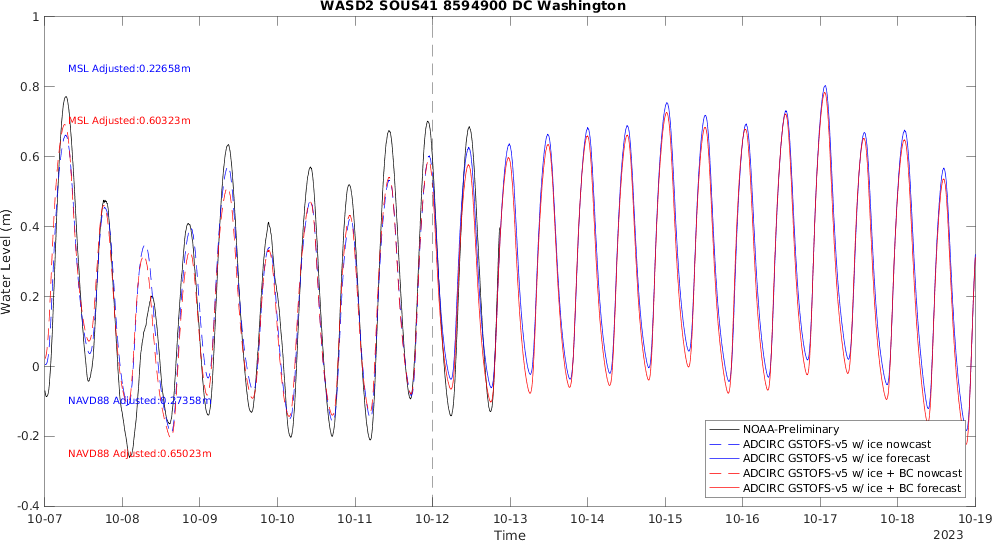 WASD2 SOUS41 8594900 DC Washington
1
0.8
0.6
0.4
0.2
0
-0.2
-0.4
Water Level (m)
MSL Adjusted:0.22658m
MSL Adjusted:0.60323m
NAVD88 Adjusted:0.27358m
NAVD88 Adjusted:0.65023m
NOAA-Preliminary
ADCIRC GSTOFS-v5 w/ ice nowcast
ADCIRC GSTOFS-v5 w/ ice forecast
ADCIRC GSTOFS-v5 w/ ice + BC nowcast
ADCIRC GSTOFS-v5 w/ ice + BC forecast
10-07 10-08 10-09 10-10 10-11 10-12 10-13 10-14 10-15 10-16 10-17 10-18 10-19
Time
2023